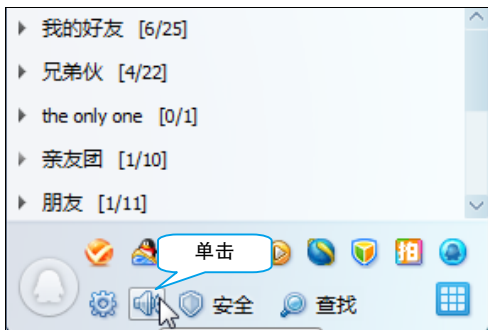 我的好友 [6/25]
兄弟伙 [4/22]
the only one [0/1]
亲友团 [1/10]
朋友 [1/11]
单击
拍
安全 查找